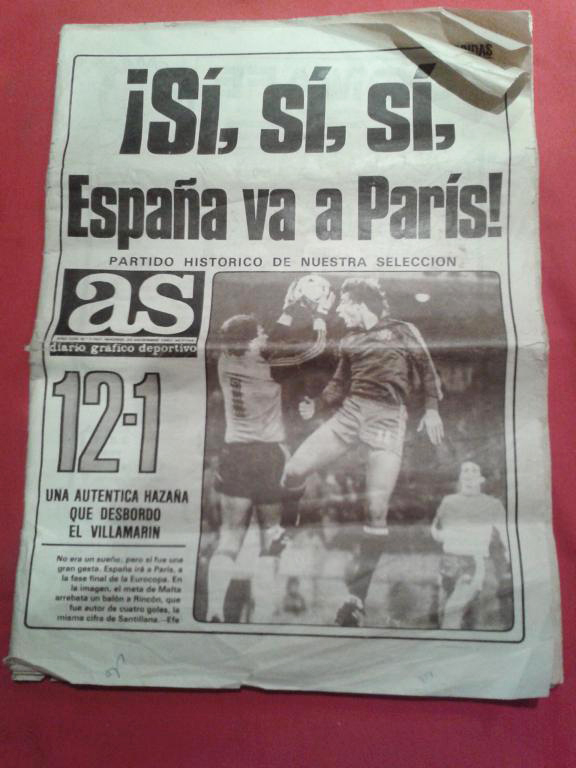 ¡Sí, sí, sí,
España va a París!
PARTIDO HISTORICO DE NUESTRA SELECCION
as
diario gráfico deportivo
12-1
UNA AUTENTICA HAZAÑA
QUE DESBORDO
EL VILLAMARIN
No era un sueño; pero sí fue una
gran gesta. España irá a París, a
la fase final de la Eurocopa. En
la imagen, el meta de Malta
arrebata un balón a Rincón, que
fue autor de cuatro goles, la
misma cifra de Santillana.—Efe